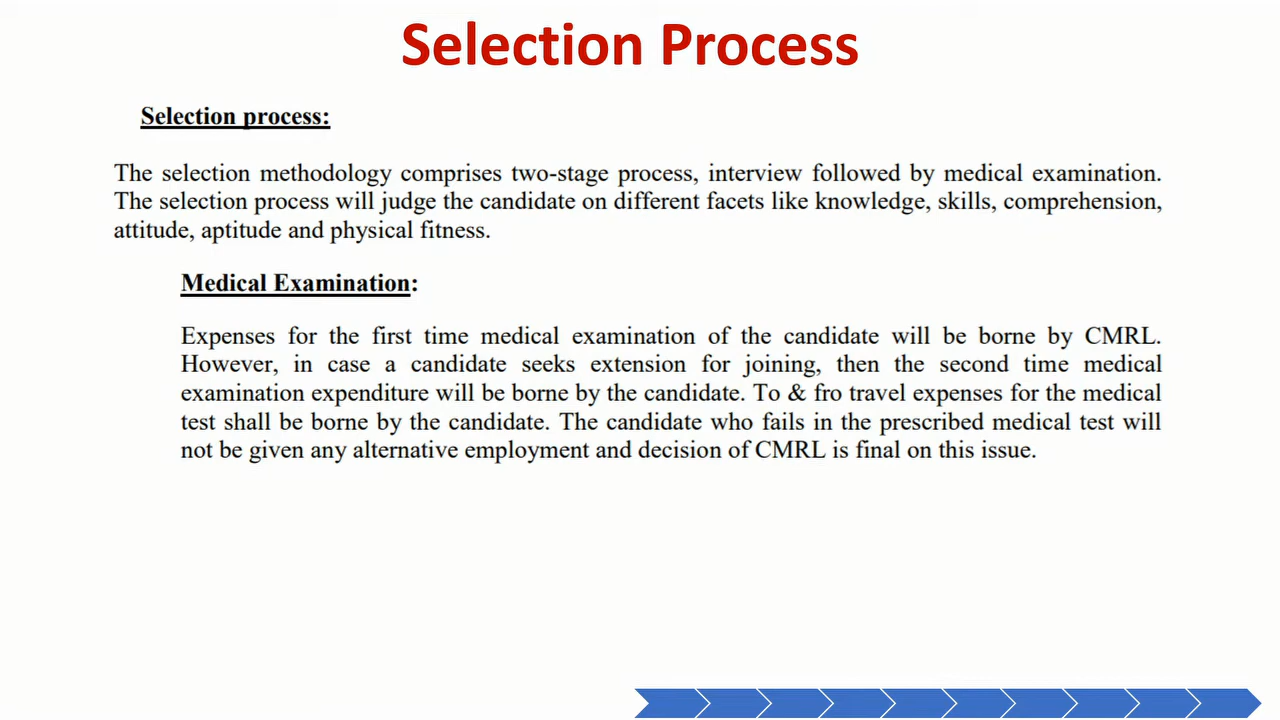 Selection Process
Selection process:
The selection methodology comprises two-stage process, interview followed by medical examination.
The selection process will judge the candidate on different facets like knowledge, skills, comprehension,
attitude, aptitude and physical fitness.
Medical Examination:
Expenses for the first time medical examination of the candidate will be borne by CMRL.
However, in case a candidate seeks extension for joining, then the second time medical
examination expenditure will be borne by the candidate. To & fro travel expenses for the medical
test shall be borne by the candidate. The candidate who fails in the prescribed medical test will
not be given any alternative employment and decision of CMRL is final on this issue.